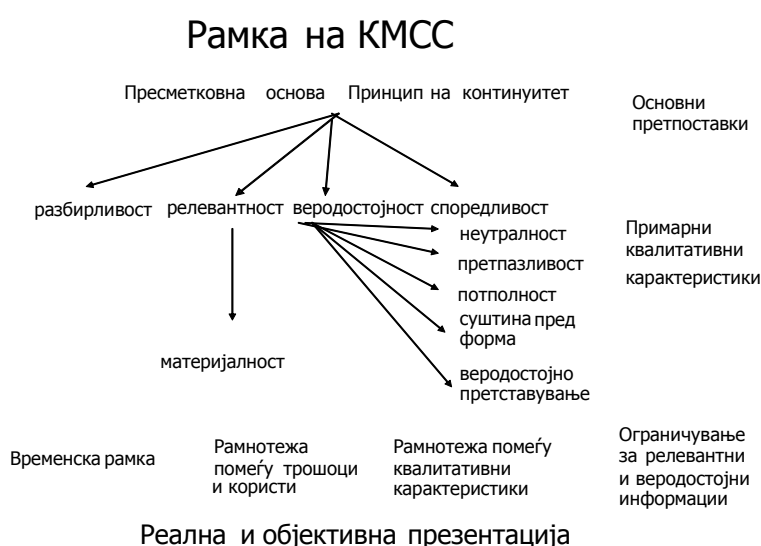 Рамка на КМСС
Пресметковна основа Принцип на континуитет
Основни
претпоставки
разбирливост релевантност веродостојност споредливост
неутралност
претпазливост
потполност
суштина пред
форма
веродостојно
претставување
Примарни
квалитативни
карактеристики
материјалност
Временска рамка
Рамнотежа
помеѓу трошоци
и користи
Рамнотежа помеѓу
квалитативни
карактеристики
Ограничување
за релевантни
и веродостојни
информации
Реална и објективна презентација